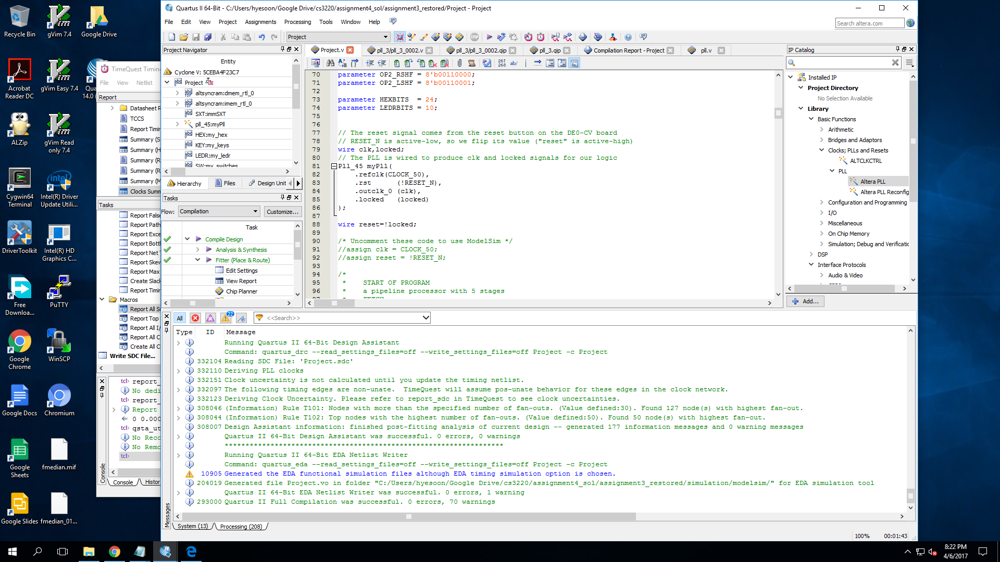 Recycle Bin
gVim 7.4
Google Drive
Acrobat Reader DC
gVim Easy 7.4
ALZip
gVim Read only 7.4
Cygwin64 Terminal
Intel(R) Driver Update Utili...
DriverToolkit
Intel(R) HD Graphics C...
Free Downloa...
PuTTY
Google Chrome
WinSCP
Google Docs
Chromium
Google Sheets
fmedian.mif
Google Slides
fmedian_01...
TimeQuest Timin
File View Netlist
Report
Datasheet R
TCCS
Report Timin
Summary (Se
Summary (H
Summary (R
Summary (R
Summary (M
Clocks Summ
Tasks
Report False
Report Path
Report Exce
Report Bottl
Report Net T
Report Skew
Report Max
Create Slack
Report Timin
Macros
Report All Su
Report Top
Report All I/
Report All C
Create All C
Write SDC File...
tcl> report_
No dedi
tcl> report_
Report
0 0.000
tcl> qsta_ut
No Reco
No Remo
tcl>
Console
Console Histor
Quartus II 64-Bit - C:/Users/hyesoon/Google Drive/cs3220/assignment4_sol/assignment3_restored/Project - Project
File Edit View Project Assignments Processing Tools Window Help
Search altera.com
Project
Project Navigator
Entity
Cyclone V: 5CEBA4F23C7
Project
altsyncram:dmem_rtl_0
altsyncram:imem_rtl_0
SXT:immSXT
pll_45:myPll
HEX:my_hex
KEY:my_keys
LEDR:my_ledr
SW:my_switches
Hierarchy Files Design Unit
Tasks
Flow: Compilation Customize...
Task
Compile Design
Analysis & Synthesis
Fitter (Place & Route)
Edit Settings
View Report
Chip Planner
Project.v pll_3/pll_3_0002.v pll_3/pll_3_0002.qip pll_3.qip Compilation Report - Project pll.v
70 parameter OP2_RSHF = 8'b00110000;
71 parameter OP2_LSHF = 8'b00110001;
72
73 parameter HEXBITS  = 24;
74 parameter LEDRBITS = 10;
75
76
77 // The reset signal comes from the reset button on the DE0-CV board
78 // RESET_N is active-low, so we flip its value ("reset" is active-high)
79 wire clk,locked;
80 // The PLL is wired to produce clk and locked signals for our logic
81 Pll_45 myPll(
82 .refclk(CLOCK_50),
83 .rst      (!RESET_N),
84 .outclk_0 (clk),
85 .locked   (locked)
86 );
87
88 wire reset=!locked;
89
90 /* Uncomment these code to use ModelSim */
91 //assign clk = CLOCK_50;
92 //assign reset = !RESET_N;
93
94 /*
95 *    START OF PROGRAM
96 *    a pipeline processor with 5 stages
IP Catalog
Installed IP
Project Directory
No Selection Available
Library
Basic Functions
Arithmetic
Bridges and Adaptors
Clocks; PLLs and Resets
ALTCLKCTRL
PLL
Altera PLL
Altera PLL Reconfig
Configuration and Programming
I/O
Miscellaneous
On Chip Memory
Simulation; Debug and Verificatio
DSP
Interface Protocols
Audio & Video
Add...
All 22 <<Search>>
Type ID Message
Running Quartus II 64-Bit Design Assistant
Command: quartus_drc --read_settings_files=off --write_settings_files=off Project -c Project
332104 Reading SDC File: 'Project.sdc'
332110 Deriving PLL clocks
332151 Clock uncertainty is not calculated until you update the timing netlist.
332097 The following timing edges are non-unate.  TimeQuest will assume pos-unate behavior for these edges in the clock network.
332123 Deriving Clock Uncertainty. Please refer to report_sdc in TimeQuest to see clock uncertainties.
308046 (Information) Rule T101: Nodes with more than the specified number of fan-outs. (Value defined:30). Found 127 node(s) with highest fan-out.
308044 (Information) Rule T102: Top nodes with the highest number of fan-outs. (Value defined:50). Found 50 node(s) with highest fan-out.
308007 Design Assistant information: finished post-fitting analysis of current design -- generated 177 information messages and 0 warning messages
Quartus II 64-Bit Design Assistant was successful. 0 errors, 0 warnings
*******************************************************************
Running Quartus II 64-Bit EDA Netlist Writer
Command: quartus_eda --read_settings_files=off --write_settings_files=off Project -c Project
10905 Generated the EDA functional simulation files although EDA timing simulation option is chosen.
204019 Generated file Project.vo in folder "C:/Users/hyesoon/Google Drive/cs3220/assignment4_sol/assignment3_restored/simulation/modelsim/" for EDA simulation tool
Quartus II 64-Bit EDA Netlist Writer was successful. 0 errors, 1 warning
293000 Quartus II Full Compilation was successful. 0 errors, 70 warnings
Messages
System (13) Processing (208)
100% 00:01:43
8:22 PM
4/6/2017